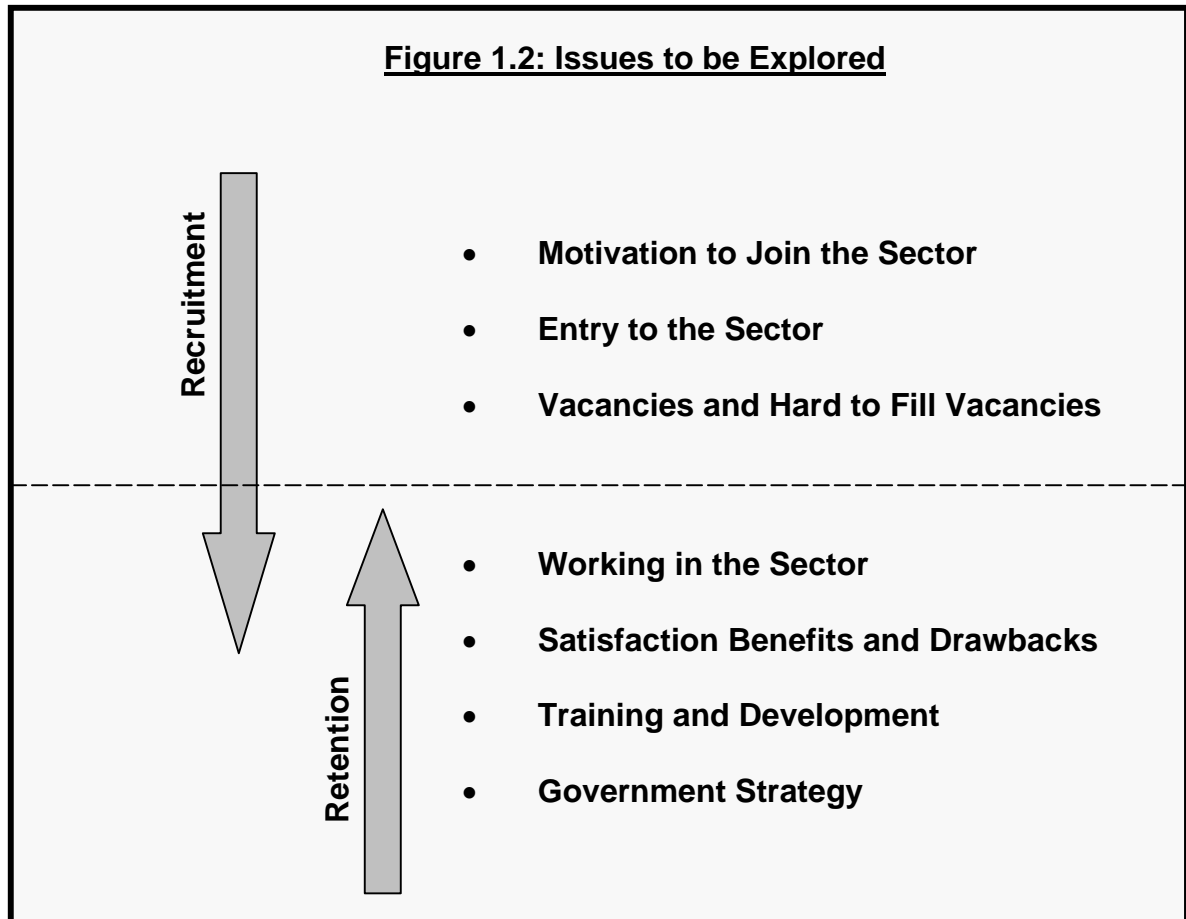 Figure 1.2: Issues to be Explored
Recruitment
• Motivation to Join the Sector
• Entry to the Sector
• Vacancies and Hard to Fill Vacancies
Retention
• Working in the Sector
• Satisfaction Benefits and Drawbacks
• Training and Development
• Government Strategy